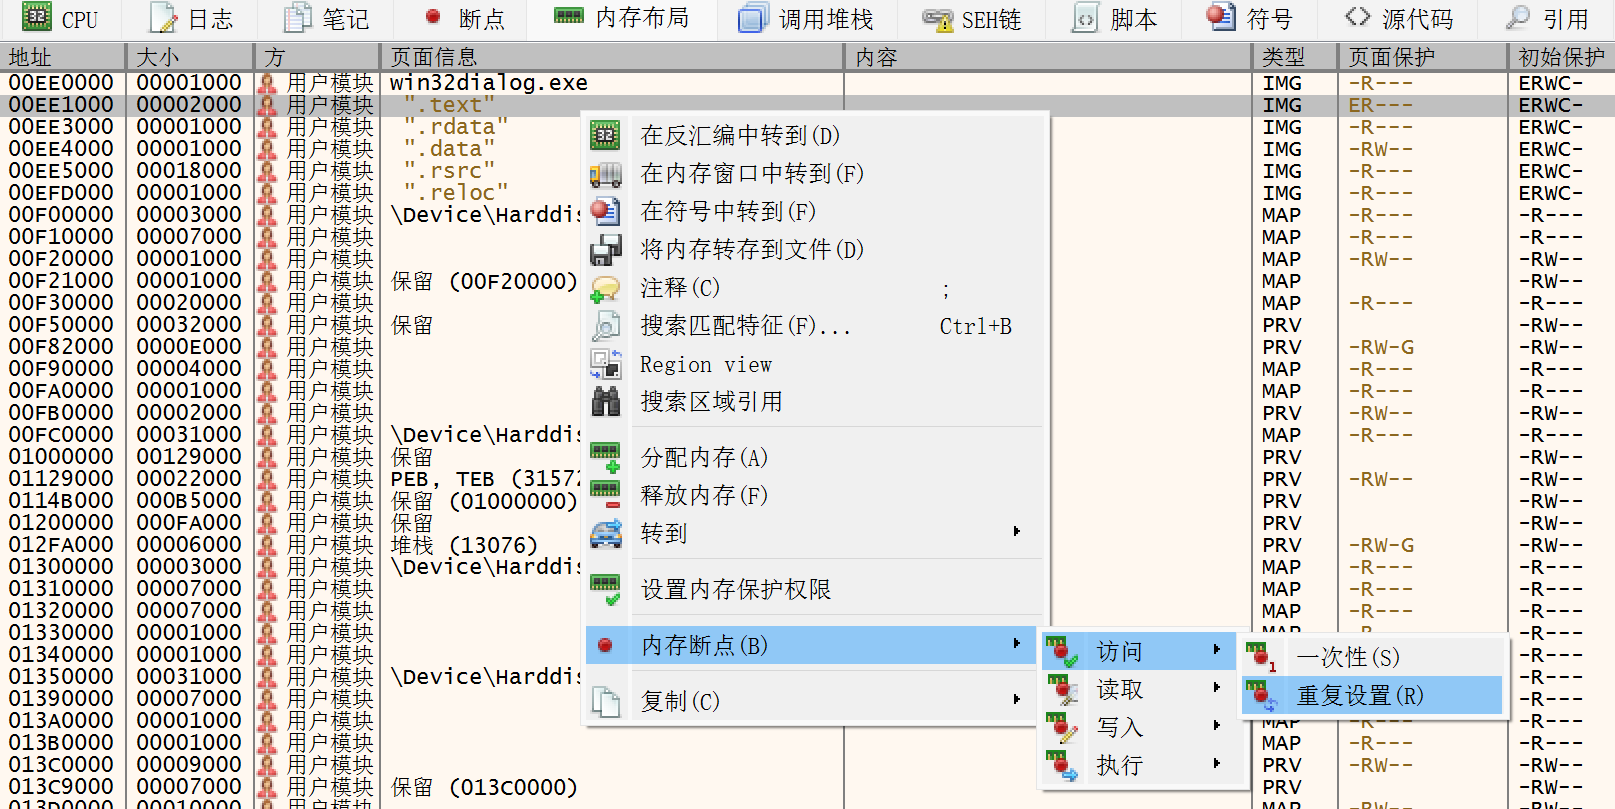 CPU 日志 笔记 断点 内存布局 调用堆栈 SEH链 脚本 符号 源代码 引用
地址 大小 方 页面信息 内容 类型 页面保护 初始保护
00EE0000 00001000 用户模块 win32dialog.exe IMG -R--- ERWC-
00EE1000 00002000 用户模块 ".text" IMG ER--- ERWC-
00EE3000 00001000 用户模块 ".rdata" IMG -R--- ERWC-
00EE4000 00001000 用户模块 ".data" IMG -RW-- ERWC-
00EE5000 00018000 用户模块 ".rsrc" IMG -R--- ERWC-
00EFD000 00001000 用户模块 ".reloc" IMG -R--- ERWC-
00F00000 00003000 用户模块 \Device\Harddis MAP -R--- -R---
00F10000 00007000 用户模块 MAP -R--- -R---
00F20000 00001000 用户模块 MAP -RW-- -RW--
00F21000 00001000 用户模块 保留 (00F20000) MAP -RW--
00F30000 00020000 用户模块 MAP -R--- -R---
00F50000 00032000 用户模块 保留 PRV -RW--
00F82000 0000E000 用户模块 PRV -RW-G -RW--
00F90000 00004000 用户模块 MAP -R--- -R---
00FA0000 00001000 用户模块 MAP -R--- -R---
00FB0000 00002000 用户模块 PRV -RW-- -RW--
00FC0000 00031000 用户模块 \Device\Harddis MAP -R--- -R---
01000000 00129000 用户模块 保留 PRV -RW--
01129000 00022000 用户模块 PEB, TEB (31572 PRV -RW-- -RW--
0114B000 000B5000 用户模块 保留 (01000000) PRV -RW--
01200000 000FA000 用户模块 保留 PRV -RW--
012FA000 00006000 用户模块 堆栈 (13076) PRV -RW-G -RW--
01300000 00003000 用户模块 \Device\Harddis MAP -R--- -R---
01310000 00007000 用户模块 MAP -R--- -R---
01320000 00007000 用户模块 MAP -R--- -R---
01330000 00001000 用户模块 -R---
01340000 00001000 用户模块 -R---
01350000 00031000 用户模块 \Device\Harddis -R---
01390000 00007000 用户模块 -R---
013A0000 00001000 用户模块 MAP -R--- -R---
013B0000 00001000 用户模块 MAP -R--- -R---
013C0000 00009000 用户模块 PRV -RW-- -RW--
013C9000 00007000 用户模块 保留 (013C0000) PRV -RW--
013D0000 00010000 用户模块 MAP -RW-- -RW--
在反汇编中转到(D)
在内存窗口中转到(F)
在符号中转到(F)
将内存转存到文件(D)
注释(C) ;
搜索匹配特征(F)... Ctrl+B
Region view
搜索区域引用
分配内存(A)
释放内存(F)
转到
设置内存保护权限
内存断点(B)
复制(C)
访问
读取
写入
执行
一次性(S)
重复设置(R)